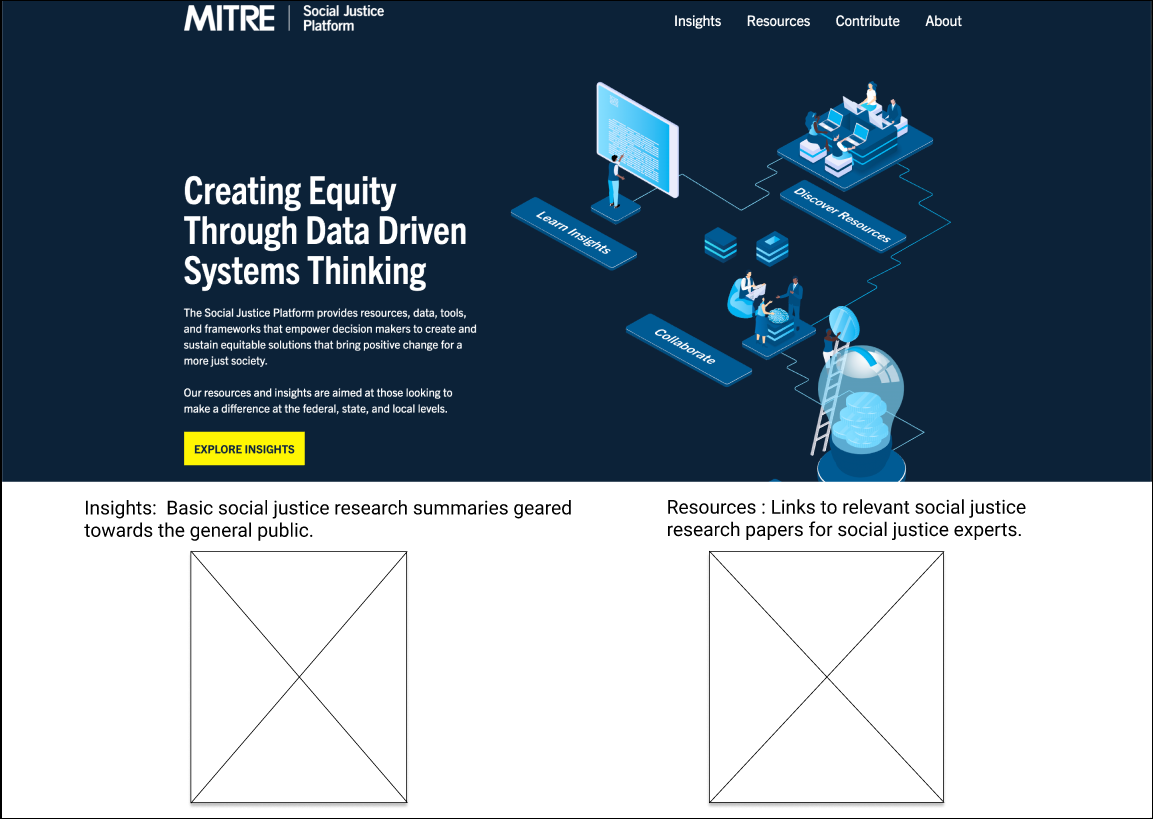 MITRE
Social Justice
Platform
Insights
Resources
Contribute
About
Learn Insights
Discover Resources
Collaborate
Creating Equity
Through Data Driven
Systems Thinking
The Social Justice Platform provides resources, data, tools,
and frameworks that empower decision makers to create and
sustain equitable solutions that bring positive change for a
more just society.
Our resources and insights are aimed at those looking to
make a difference at the federal, state, and local levels.
EXPLORE INSIGHTS
Insights:  Basic social justice research summaries geared
towards the general public.
Resources : Links to relevant social justice
research papers for social justice experts.